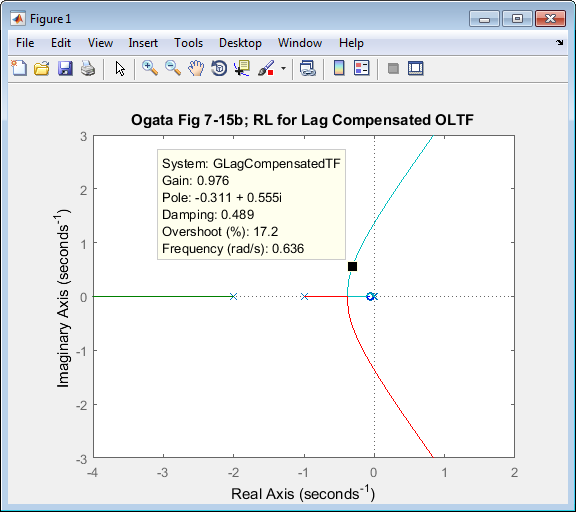 Figure 1
File Edit View Insert Tools Desktop Window Help
Ogata Fig 7-15b; RL for Lag Compensated OLTF
System: GLagCompensatedTF
Gain: 0.976
Pole: -0.311 + 0.555i
Damping: 0.489
Overshoot (%): 17.2
Frequency (rad/s): 0.636
Imaginary Axis (seconds⁻¹)
3
2
1
0
-1
-2
-3
-4 -3 -2 -1 0 1 2
Real Axis (seconds⁻¹)